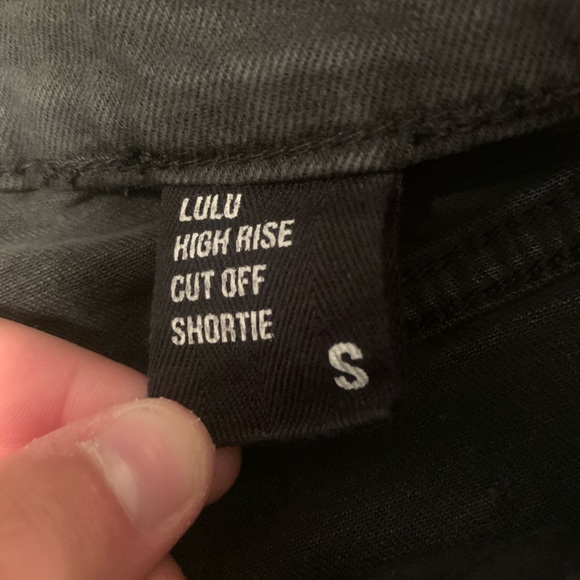 LULU
HIGH RISE
CUT OFF
SHORTIE
S